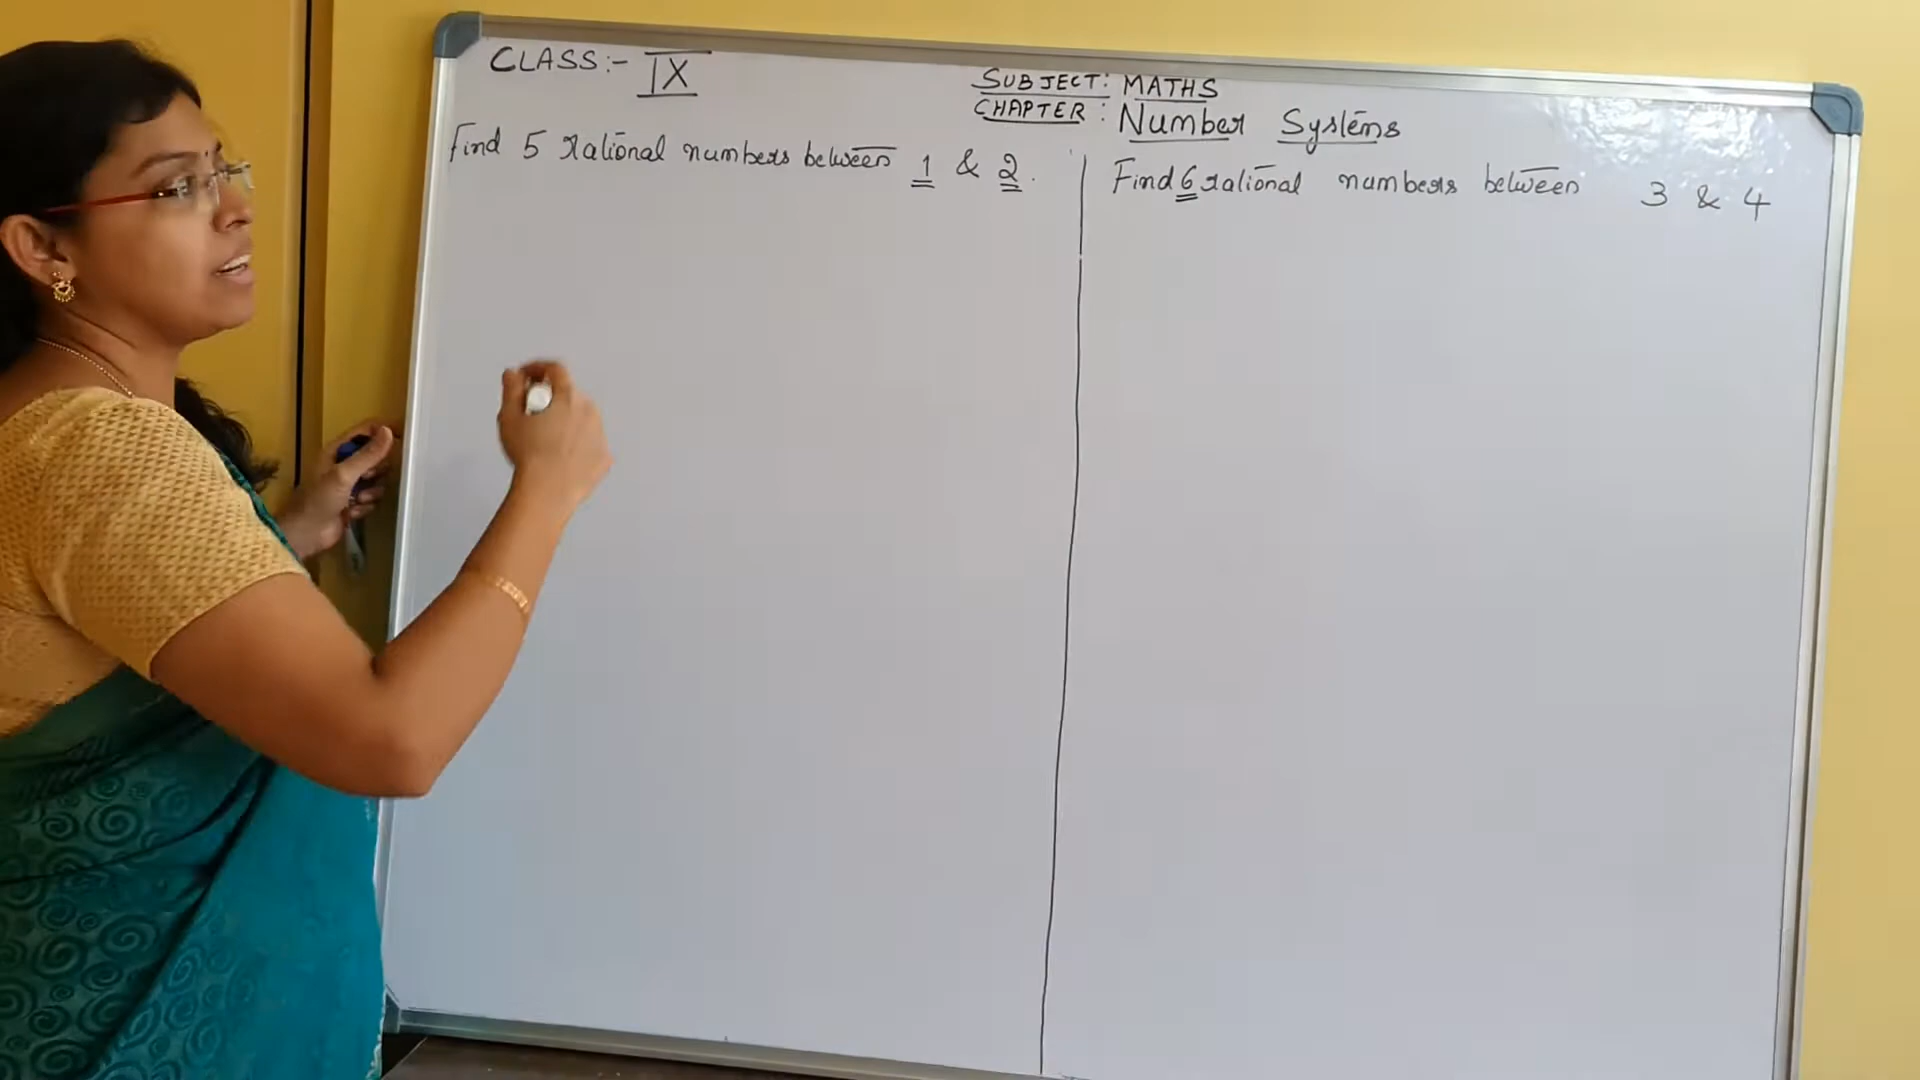 CLASS:- IX
SUBJECT: MATHS
CHAPTER: Number Systems
Find 5 rational numbers between 1 & 2.
Find 6 rational numbers between 3 & 4